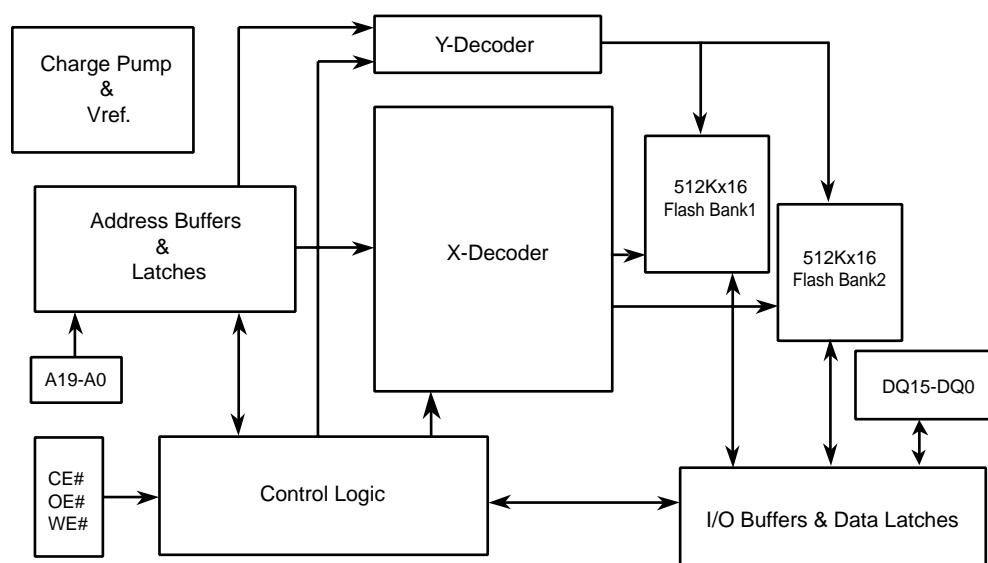 Charge Pump
&
Vref.
Y-Decoder
Address Buffers
&
Latches
X-Decoder
512Kx16
Flash Bank1
512Kx16
Flash Bank2
A19-A0
DQ15-DQ0
CE#
OE#
WE#
Control Logic
I/O Buffers & Data Latches